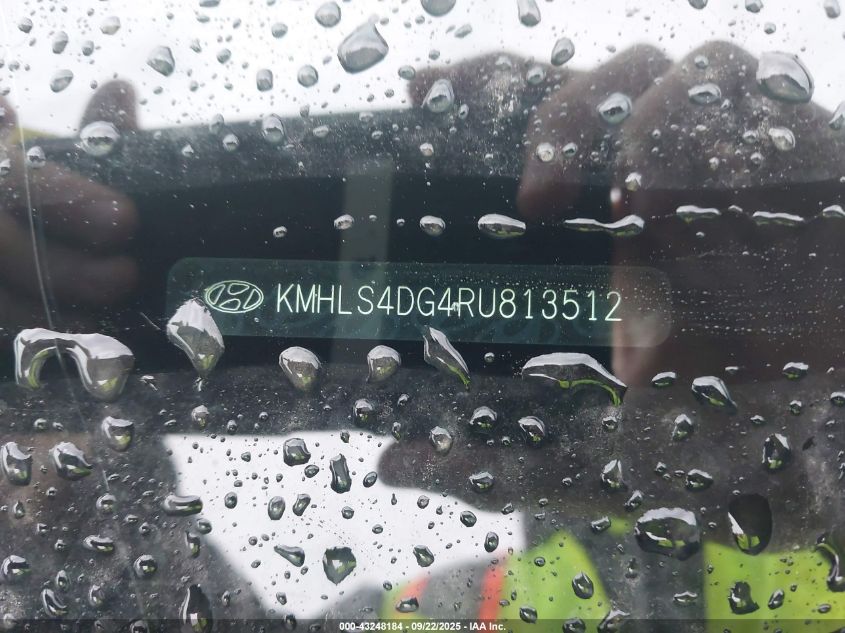 KMHLS4DG4RU813512
000-43248184 - 09/22/2025 - IAA Inc.